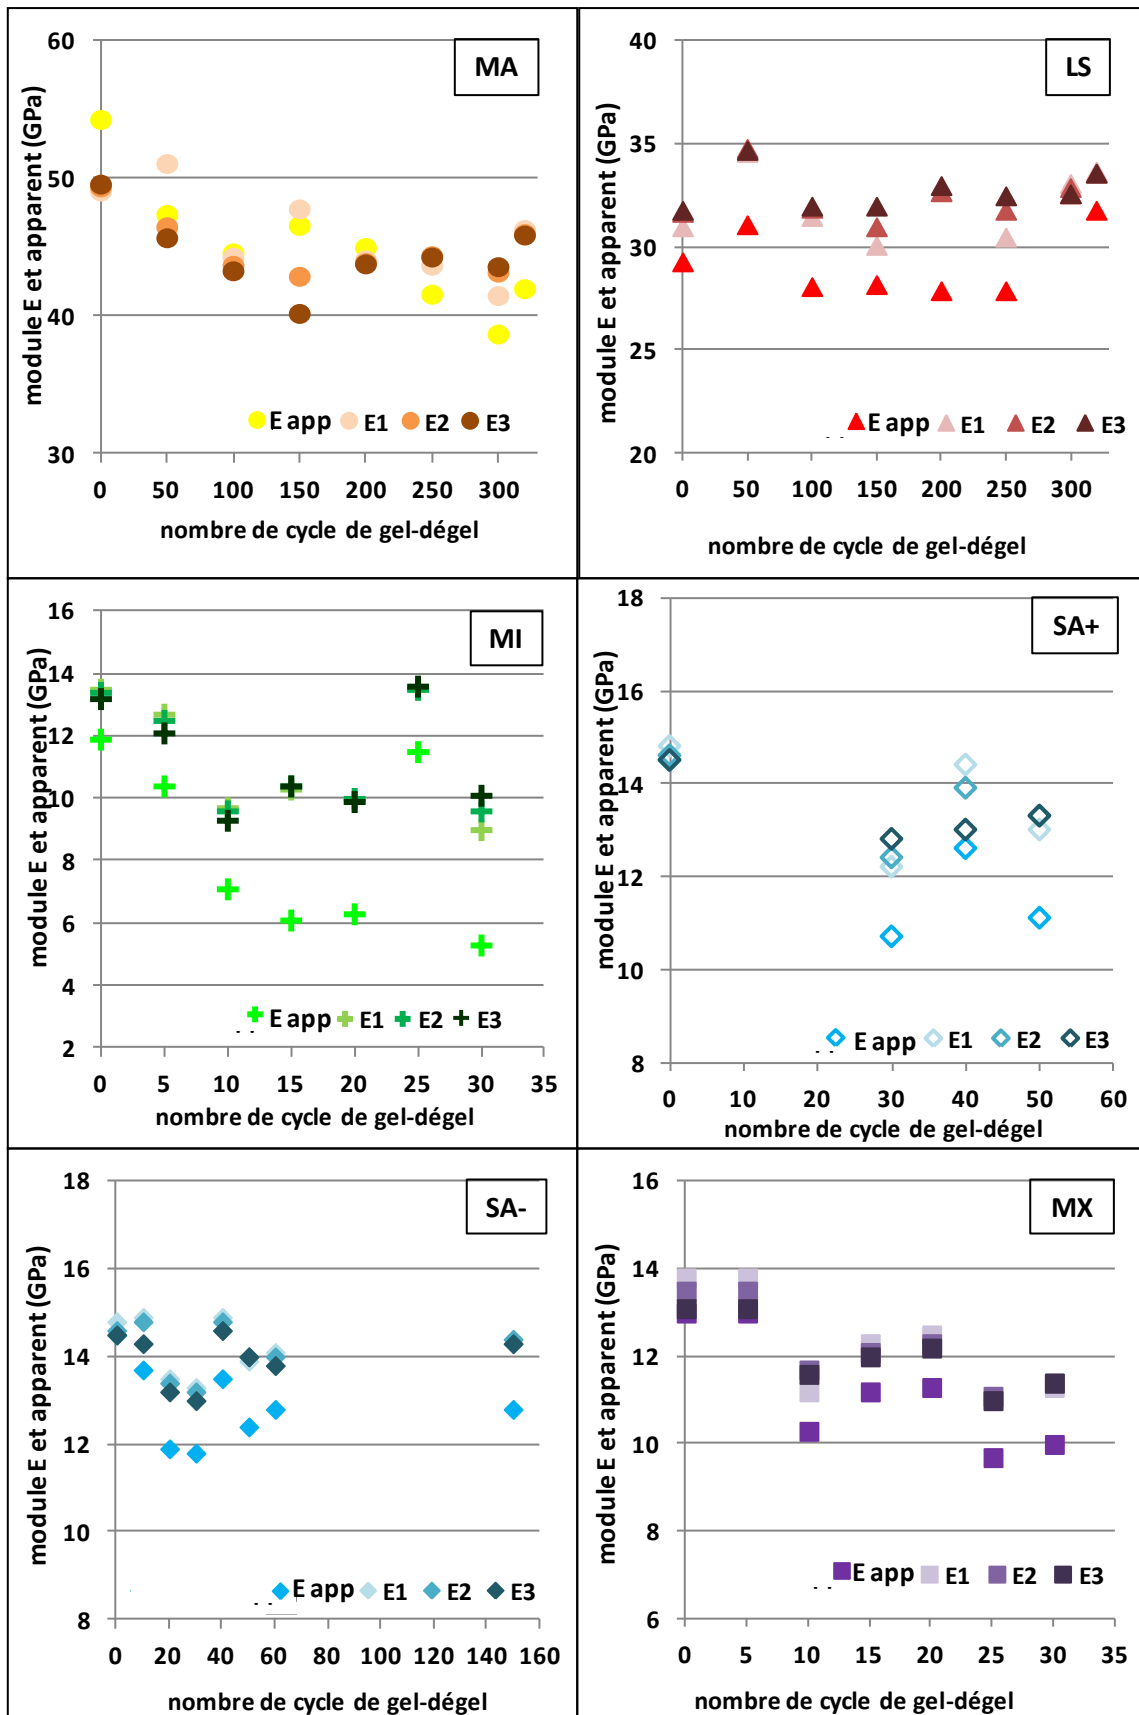 MA
module E et apparent (GPa)
60
50
40
30
E app E1 E2 E3
0 50 100 150 200 250 300
nombre de cycle de gel-dégel
LS
module E et apparent (GPa)
40
35
30
25
20
E app E1 E2 E3
0 50 100 150 200 250 300
nombre de cycle de gel-dégel
MI
module E et apparent (GPa)
16
14
12
10
8
6
4
2
E app E1 E2 E3
0 5 10 15 20 25 30 35
nombre de cycle de gel-dégel
SA+
module E et apparent (GPa)
18
16
14
12
10
8
E app E1 E2 E3
0 10 20 30 40 50 60
nombre de cycle de gel-dégel
SA-
module E et apparent (GPa)
18
16
14
12
10
8
E app E1 E2 E3
0 20 40 60 80 100 120 140 160
nombre de cycle de gel-dégel
MX
module E et apparent (GPa)
16
14
12
10
8
6
E app E1 E2 E3
0 5 10 15 20 25 30 35
nombre de cycle de gel-dégel